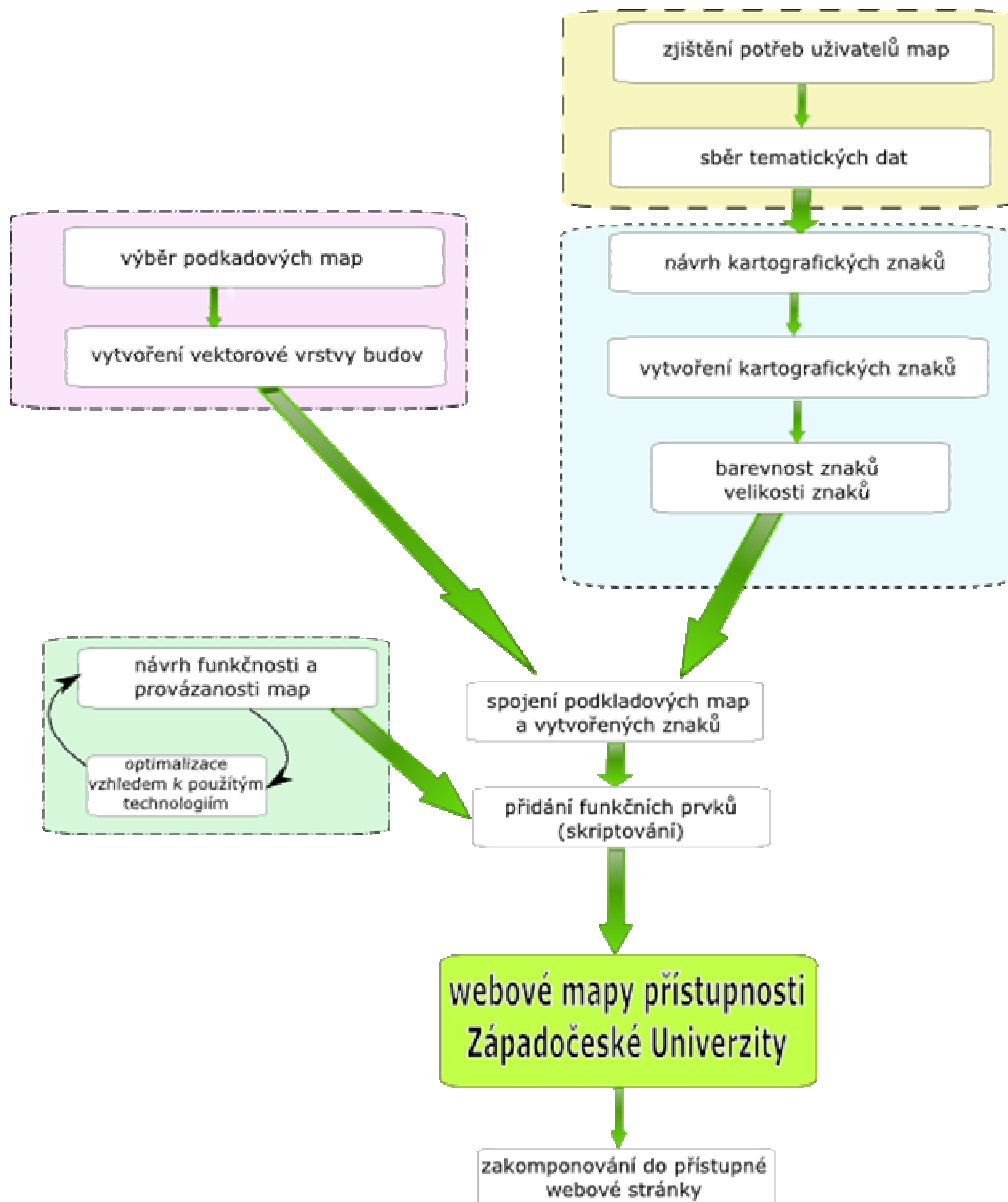 zjištění potřeb uživatelů map
sběr tematických dat
výběr podkadových map
vytvoření vektorové vrstvy budov
návrh kartografických znaků
vytvoření kartografických znaků
barevnost znaků
velikosti znaků
návrh funkčnosti a
provázanosti map
optimalizace
vzhledem k použítým
technologiím
spojení podkladových map
a vytvořených znaků
přidání funkčních prvků
(skriptování)
webové mapy přístupnosti
Západočeské Univerzity
zakomponování do přístupné
webové stránky